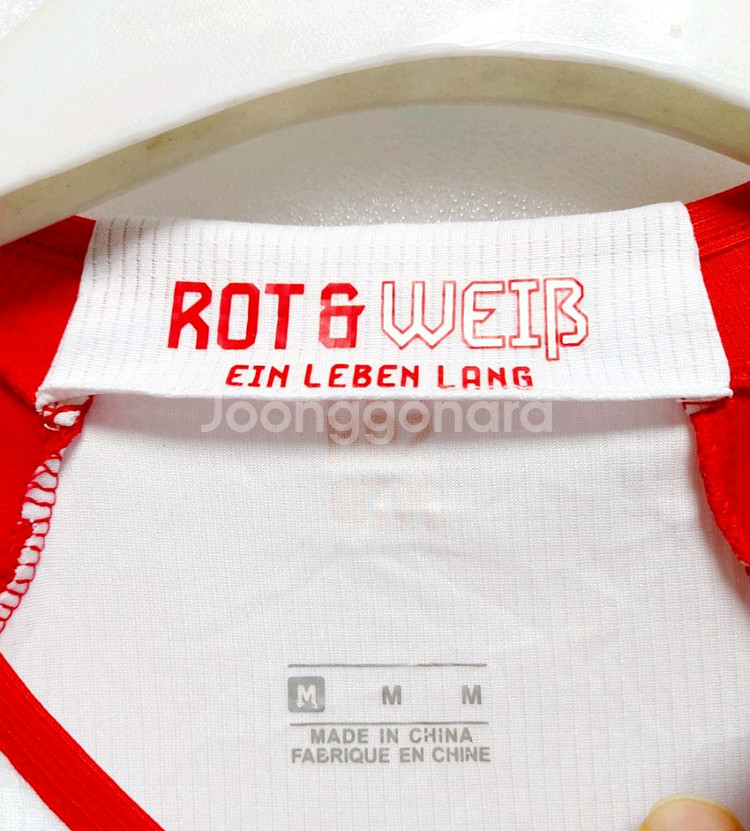 ROT & WEIß
EIN LEBEN LANG
Joonggonara
M M M
MADE IN CHINA
FABRIQUE EN CHINE